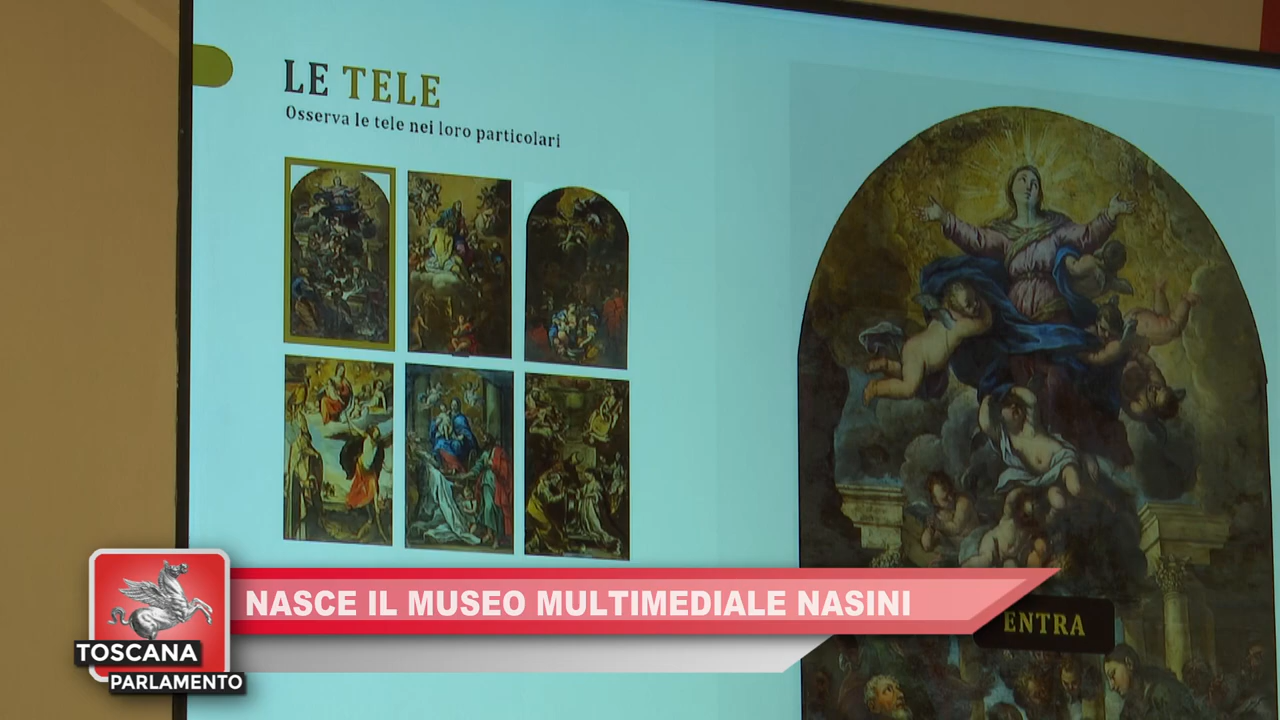 LE TELE
Osserva le tele nei loro particolari
NASCE IL MUSEO MULTIMEDIALE NASINI
ENTRA
TOSCANA
PARLAMENTO